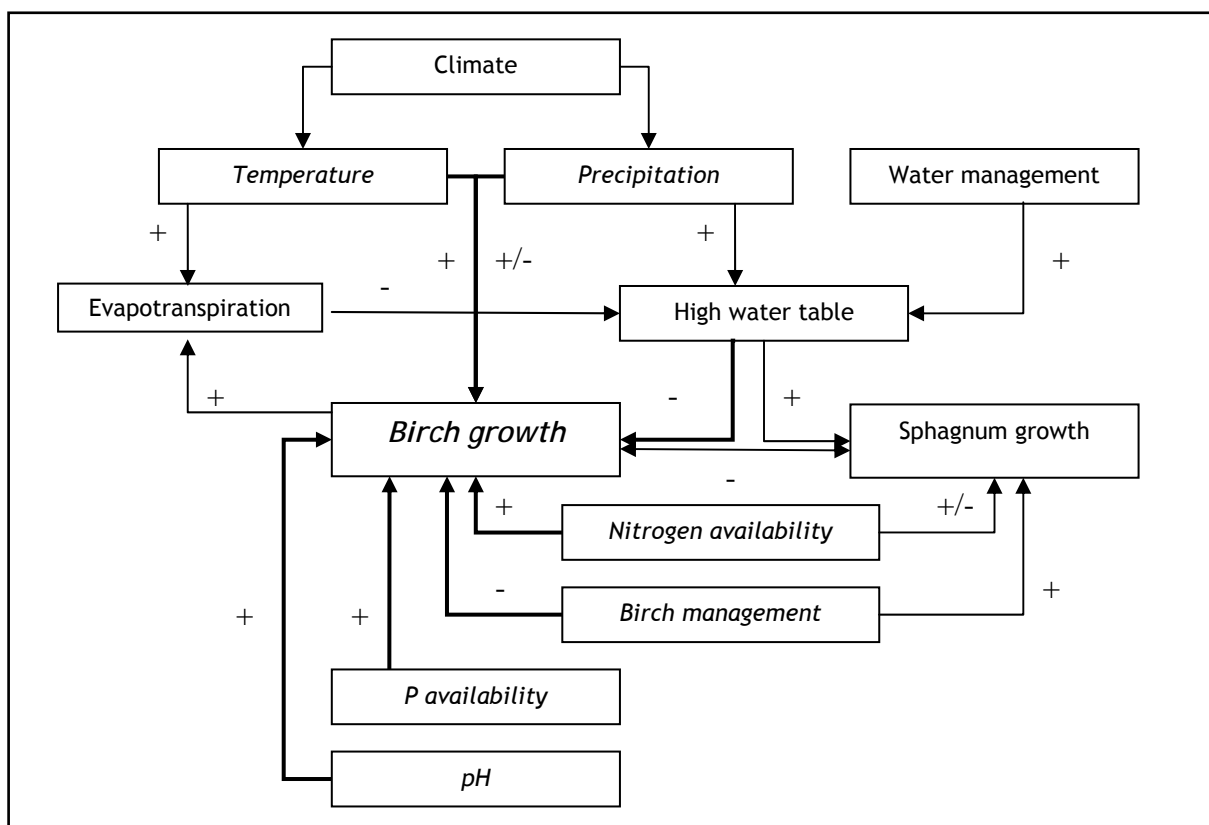 Climate
Temperature
Precipitation
Water management
+
+
+/-
+
+
Evapotranspiration
-
High water table
+
-
+
Birch growth
Sphagnum growth
-
+
+/-
Nitrogen availability
+
+
-
+
Birch management
P availability
pH